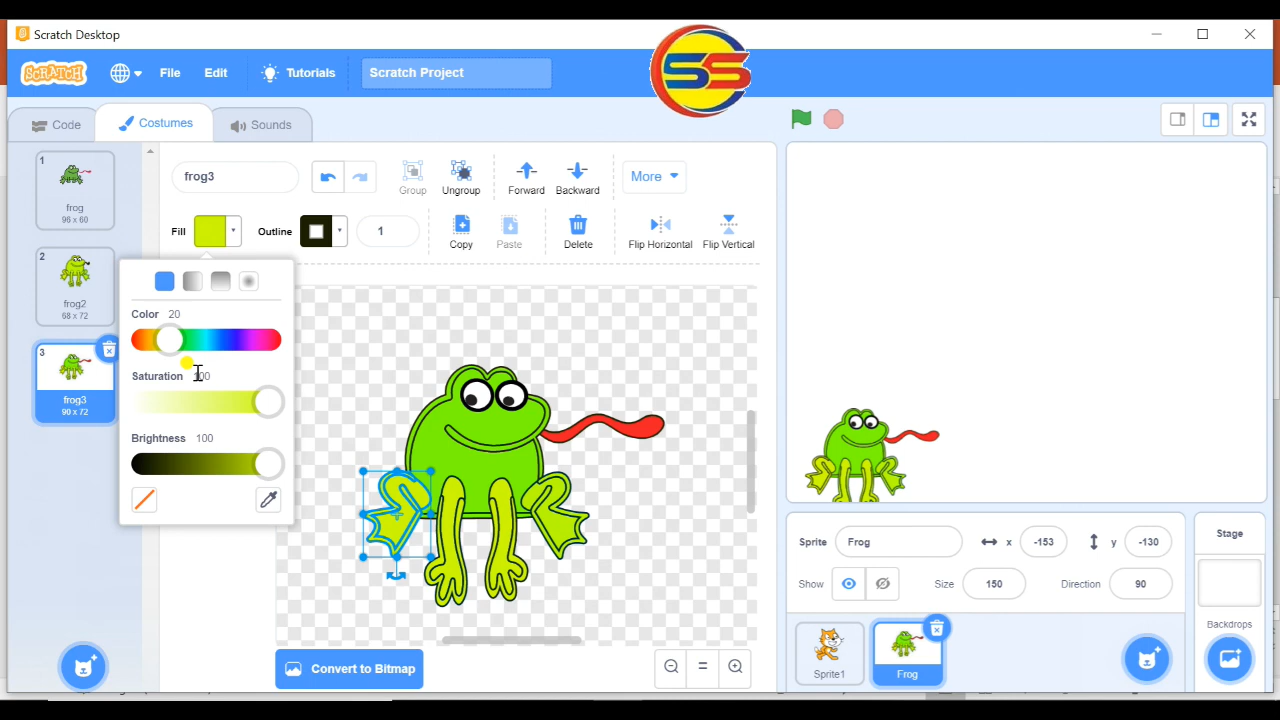 Scratch Desktop
SS
SCRATCH File Edit Tutorials Scratch Project
Code Costumes Sounds
1
frog
96 x 60
2
frog2
68 x 72
3
frog3
90 x 72
frog3 Group Ungroup Forward Backward More
Fill Outline 1 Copy Paste Delete Flip Horizontal Flip Vertical
Color 20
Saturation 100
Brightness 100
Convert to Bitmap
Sprite Frog x -153 y -130
Show Size 150 Direction 90
Sprite1
Frog
Stage
Backdrops